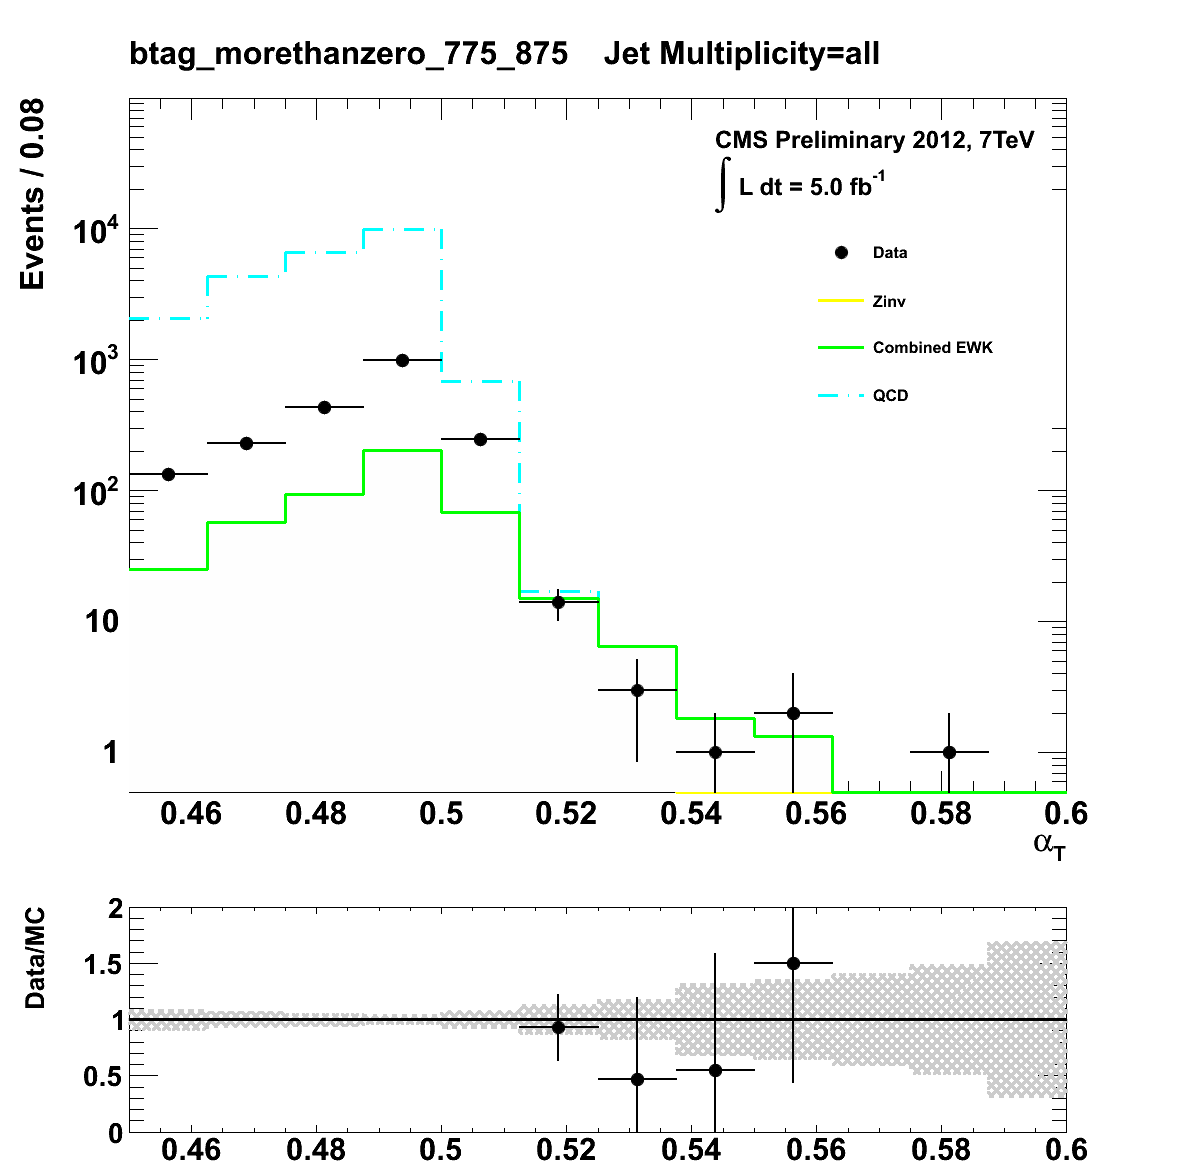 btag_morethanzero_775_875 Jet Multiplicity=all
Events / 0.08
CMS Preliminary 2012, 7TeV
∫ L dt = 5.0 fb⁻¹
Data
Zinv
Combined EWK
QCD
10⁴
10³
10²
10
1
0.46 0.48 0.5 0.52 0.54 0.56 0.58 0.6
α_T
Data/MC
2
1.5
1
0.5
0
0.46 0.48 0.5 0.52 0.54 0.56 0.58 0.6